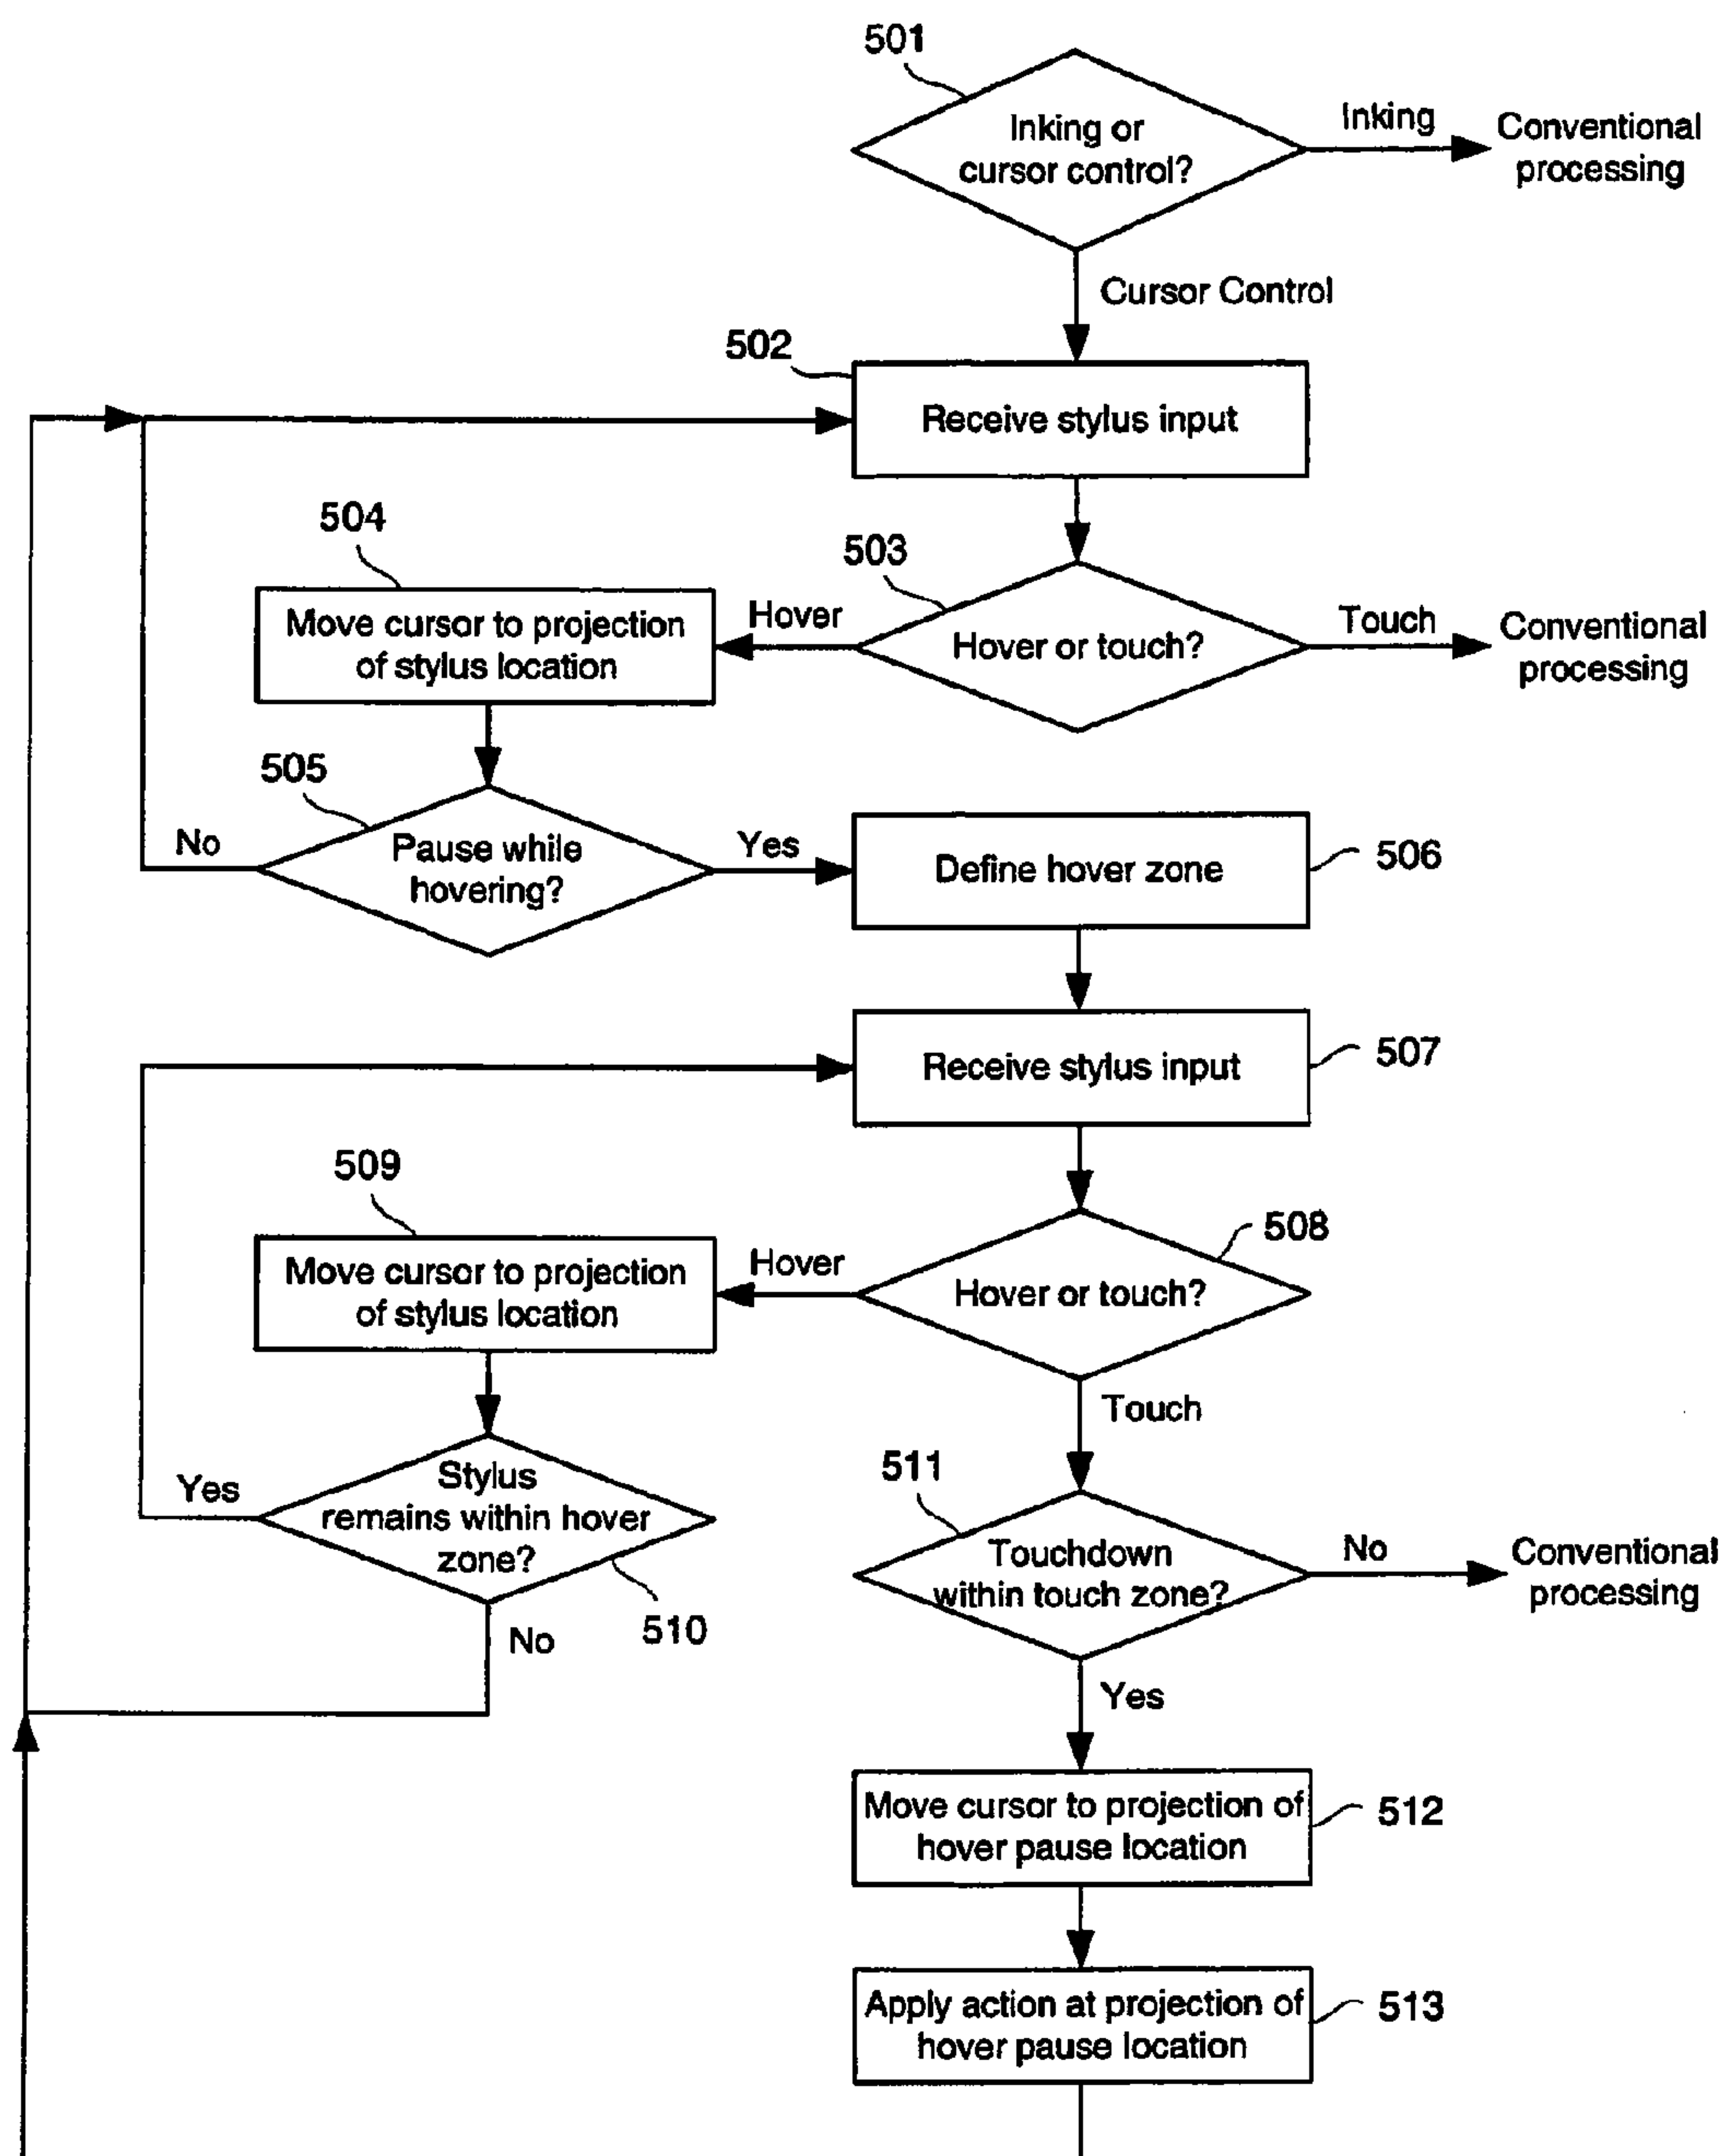 501
Inking or
cursor control?
Inking
Conventional
processing
Cursor Control
502
Receive stylus input
504
503
Move cursor to projection
of stylus location
Hover
Hover or touch?
Touch
Conventional
processing
505
No
Pause while
hovering?
Yes
Define hover zone
506
Receive stylus input
507
509
508
Move cursor to projection
of stylus location
Hover
Hover or touch?
Touch
511
Yes
Stylus
remains within hover
zone?
510
No
Touchdown
within touch zone?
No
Conventional
processing
Yes
Move cursor to projection of
hover pause location
512
Apply action at projection of
hover pause location
513